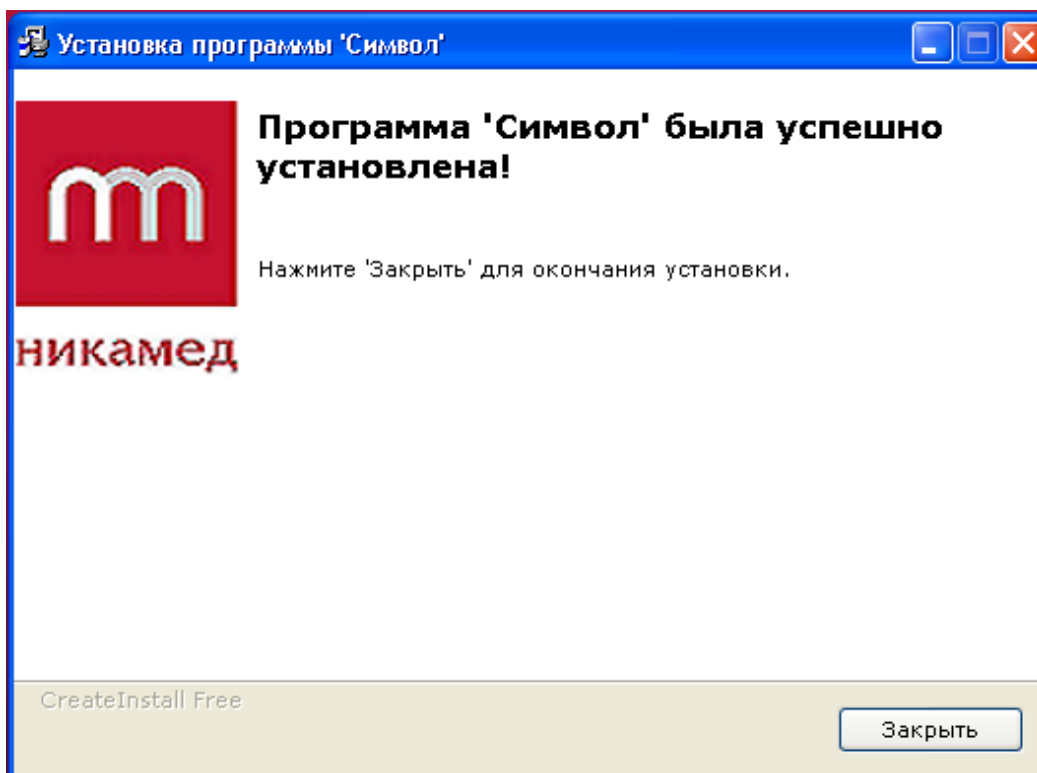 Установка программы 'Символ'
Программа 'Символ' была успешно
установлена!
Нажмите 'Закрыть' для окончания установки.
никамед
CreateInstall Free
Закрыть